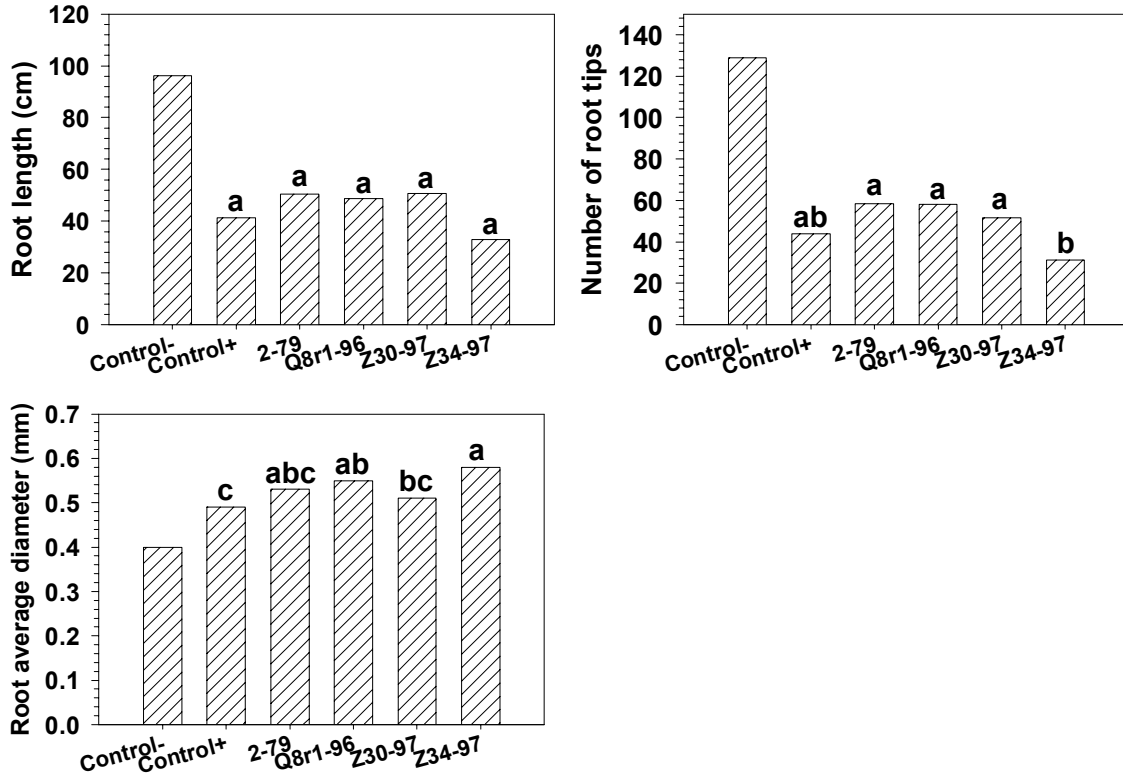 Root length (cm)
120
100
80
60
40
20
0
a
a
a
a
a
Control-
Control+
2-79
Q8r1-96
Z30-97
Z34-97
Number of root tips
140
120
100
80
60
40
20
0
ab
a
a
a
b
Control-
Control+
2-79
Q8r1-96
Z30-97
Z34-97
Root average diameter (mm)
0.7
0.6
0.5
0.4
0.3
0.2
0.1
0.0
c
abc
ab
bc
a
Control-
Control+
2-79
Q8r1-96
Z30-97
Z34-97